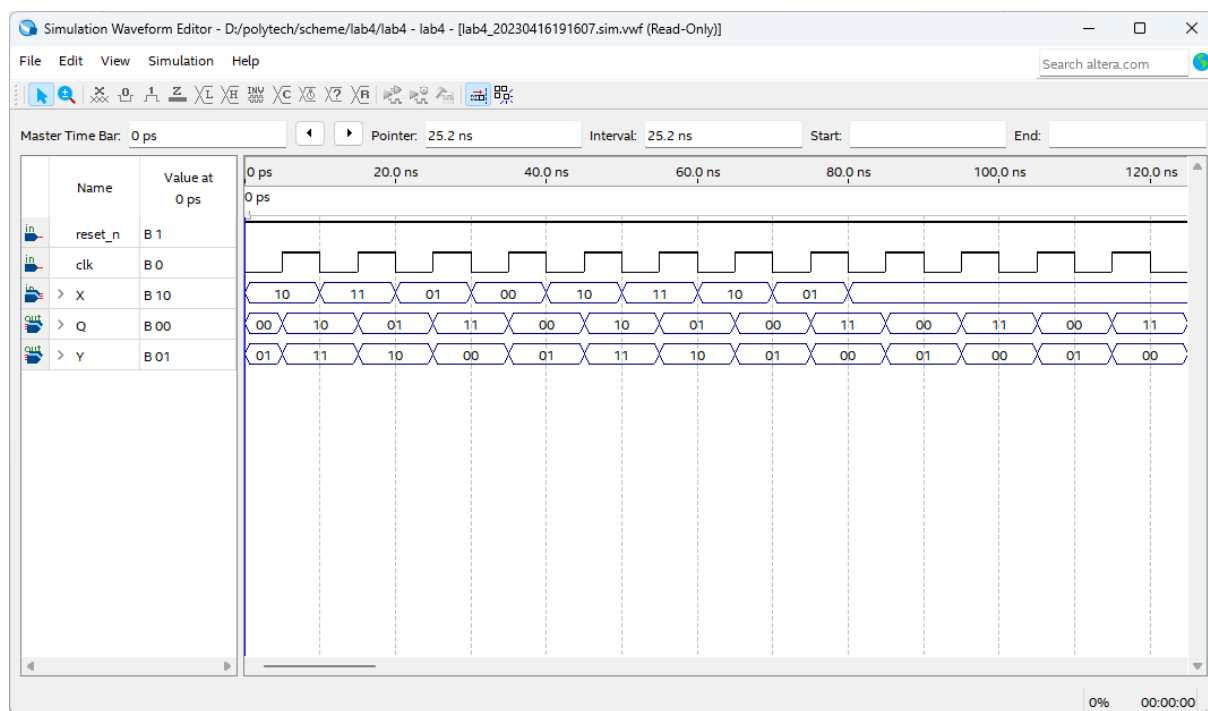 Simulation Waveform Editor - D:/polytech/scheme/lab4/lab4 - lab4 - [lab4_20230416191607.sim.vwf (Read-Only)]
File Edit View Simulation Help
Search altera.com
Master Time Bar: 0 ps Pointer: 25.2 ns Interval: 25.2 ns Start: End:
Name Value at 0 ps
0 ps 20.0 ns 40.0 ns 60.0 ns 80.0 ns 100.0 ns 120.0 ns
0 ps
in reset_n B 1
in clk B 0
in > X B 10 10 11 01 00 10 11 10 01
out > Q B 00 00 10 01 11 00 10 01 00 11 00 11 00 11
out > Y B 01 01 11 10 00 01 11 10 01 00 01 00 01 00
0% 00:00:00